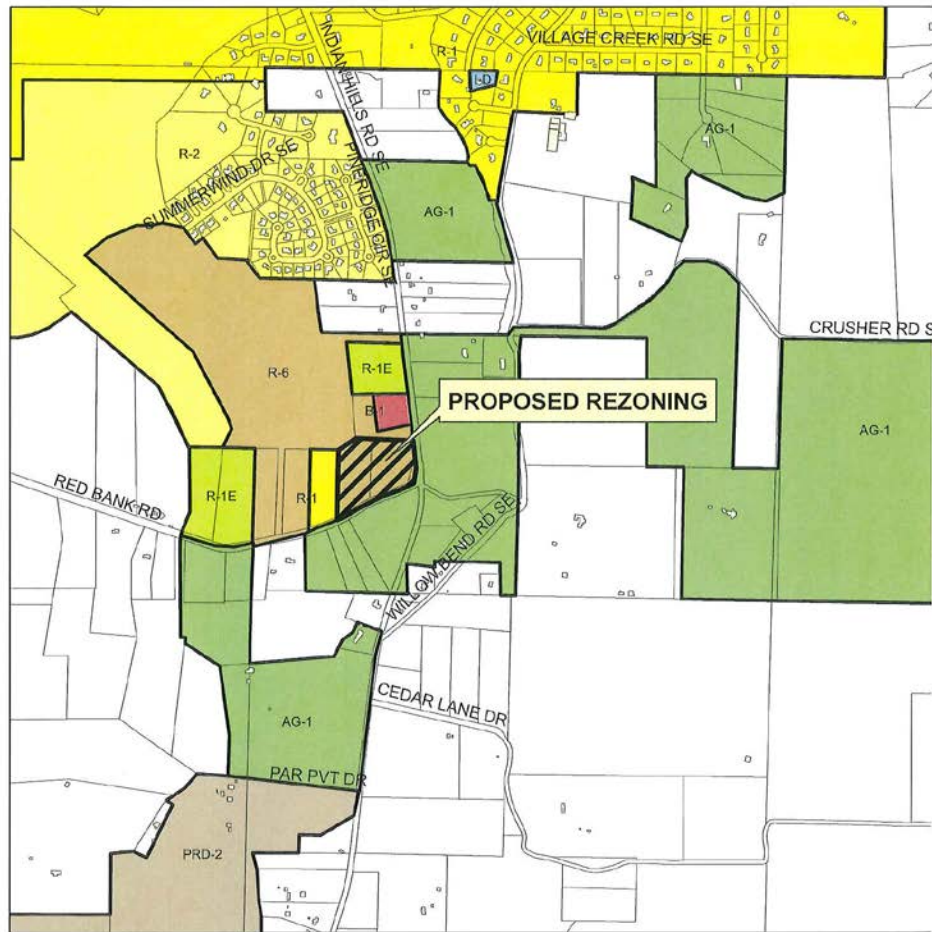 VILLAGE CREEK RD SE
R-1
I-D
INDIAN HILLS RD SE
AG-1
R-2
SUMMERWIND DR SE
PINERIDGE CIR SE
AG-1
CRUSHER RD S
R-6
R-1E
B-1
PROPOSED REZONING
AG-1
RED BANK RD
R-1E
R-1
WILLOW BEND RD SE
CEDAR LANE DR
AG-1
PAR PVT DR
PRD-2